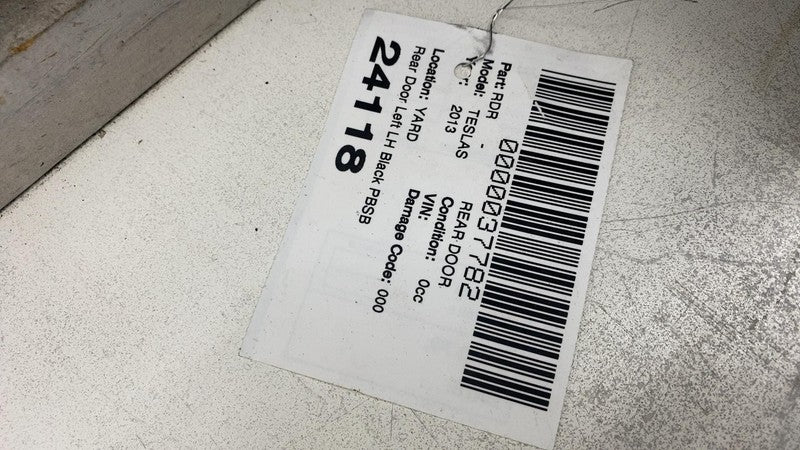 0000037782
Part: RDR - REAR DOOR
Model: TESLAS Condition: 0cc
2013 VIN:
Location: YARD Damage Code: 000
Rear Door Left LH Black PBSB
24118